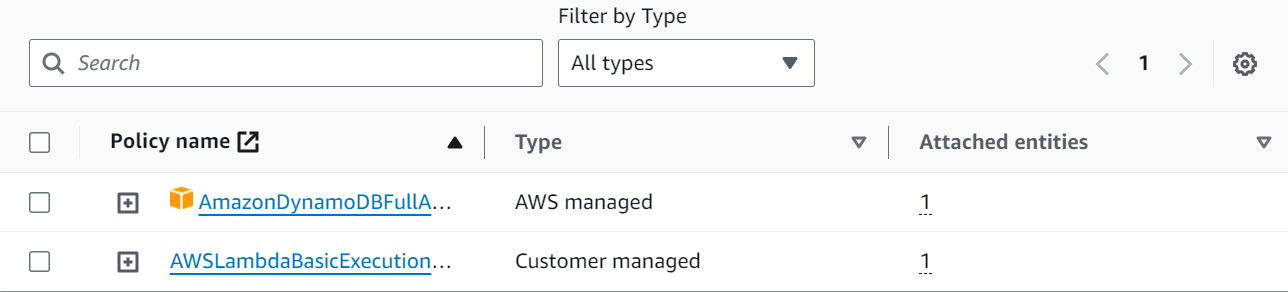 Filter by Type
Search
All types
1
Policy name
Type
Attached entities
AmazonDynamoDBFullA... AWS managed 1
AWSLambdaBasicExecution... Customer managed 1